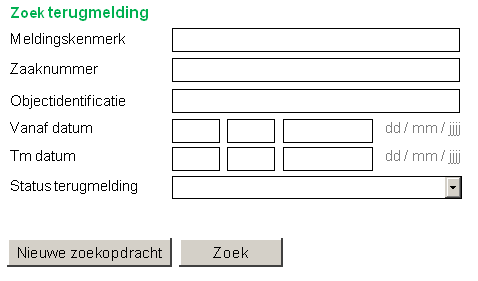 Zoek terugmelding
Meldingskenmerk
Zaaknummer
Objectidentificatie
Vanaf datum dd / mm / jjjj
Tm datum dd / mm / jjjj
Status terugmelding
Nieuwe zoekopdracht Zoek